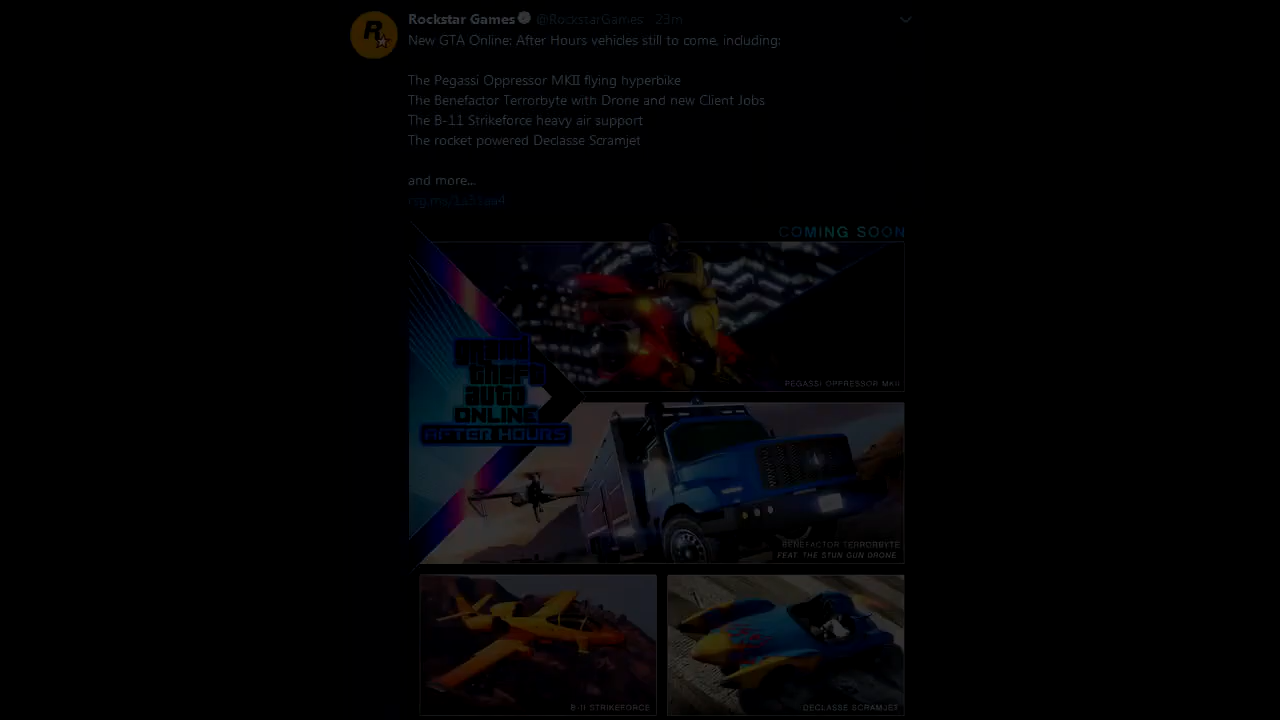 Rockstar Games @RockstarGames · 23m
New GTA Online: After Hours vehicles still to come, including:
The Pegassi Oppressor MKII flying hyperbike
The Benefactor Terrorbyte with Drone and new Client Jobs
The B-11 Strikeforce heavy air support
The rocket powered Declasse Scramjet
and more...
COMING SOON
PEGASSI OPPRESSOR MKII
grand
theft
auto
ONLINE
AFTER HOURS
BENEFACTOR TERRORBYTE
FEAT. THE STUN GUN DRONE
B-11 STRIKEFORCE
DECLASSE SCRAMJET